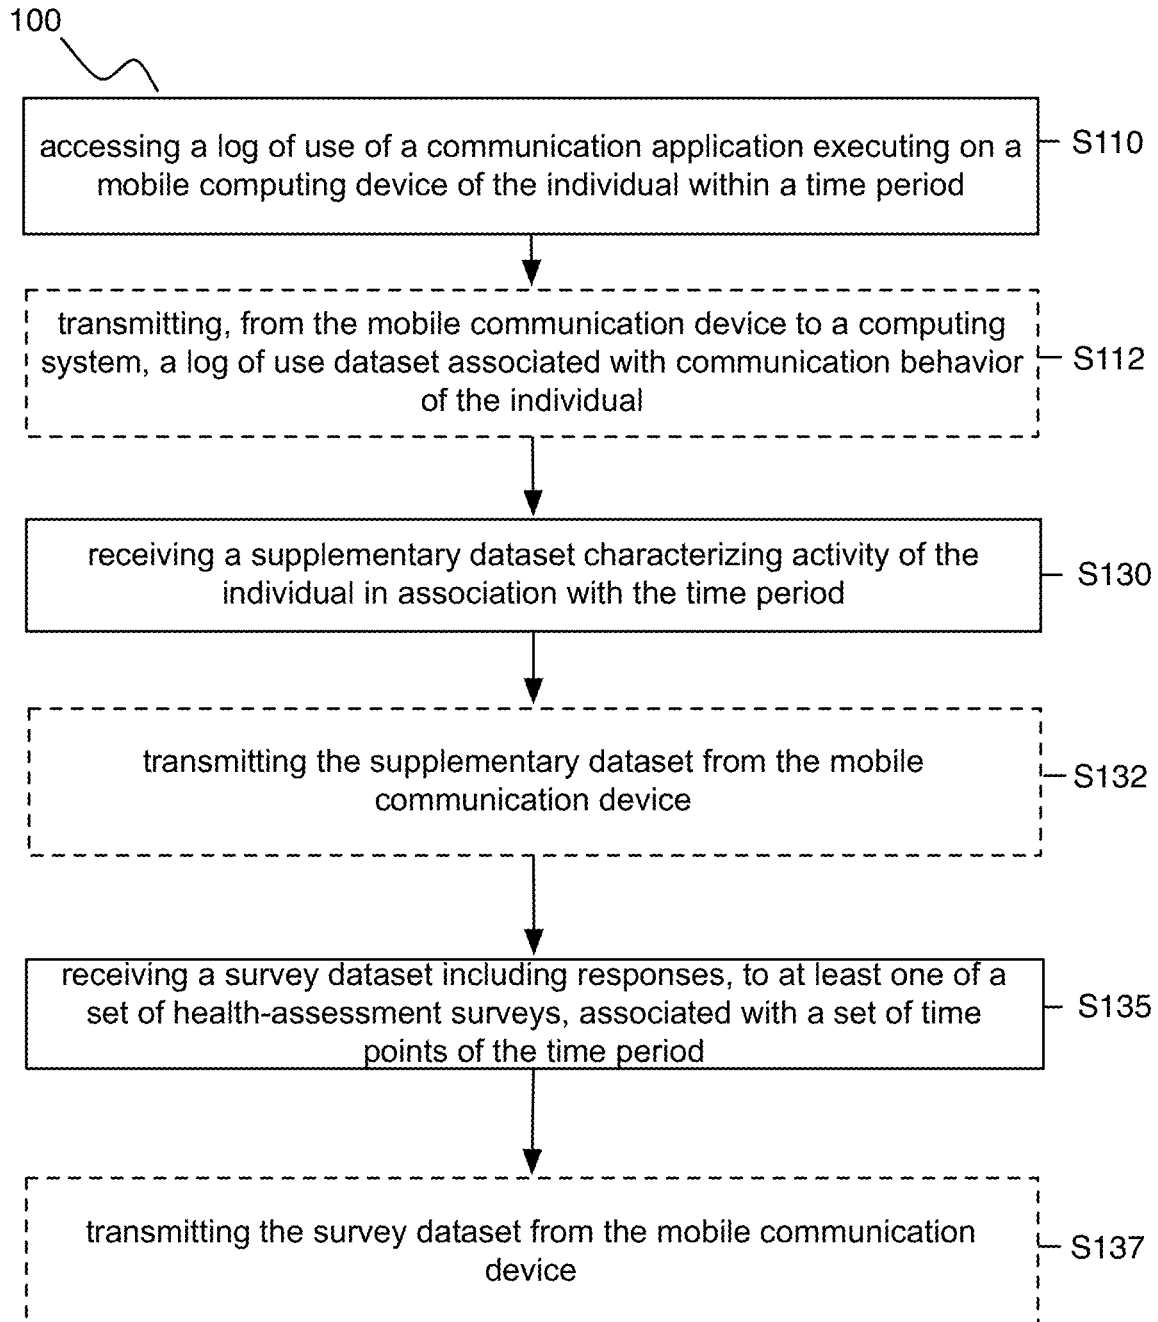 100
accessing a log of use of a communication application executing on a
mobile computing device of the individual within a time period
S110
transmitting, from the mobile communication device to a computing
system, a log of use dataset associated with communication behavior
of the individual
S112
receiving a supplementary dataset characterizing activity of the
individual in association with the time period
S130
transmitting the supplementary dataset from the mobile
communication device
S132
receiving a survey dataset including responses, to at least one of a
set of health-assessment surveys, associated with a set of time
points of the time period
S135
transmitting the survey dataset from the mobile communication
device
S137